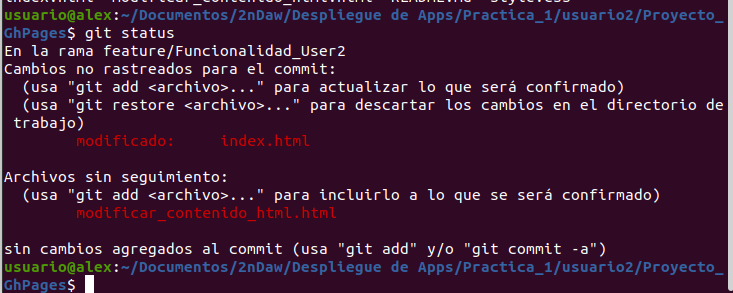 usuario@alex:~/Documentos/2nDaw/Despliegue de Apps/Practica_1/usuario2/Proyecto_
GhPages$ git status
En la rama feature/Funcionalidad_User2
Cambios no rastreados para el commit:
  (usa "git add <archivo>..." para actualizar lo que será confirmado)
  (usa "git restore <archivo>..." para descartar los cambios en el directorio de
 trabajo)
        modificado:     index.html

Archivos sin seguimiento:
  (usa "git add <archivo>..." para incluirlo a lo que se será confirmado)
        modificar_contenido_html.html

sin cambios agregados al commit (usa "git add" y/o "git commit -a")
usuario@alex:~/Documentos/2nDaw/Despliegue de Apps/Practica_1/usuario2/Proyecto_
GhPages$